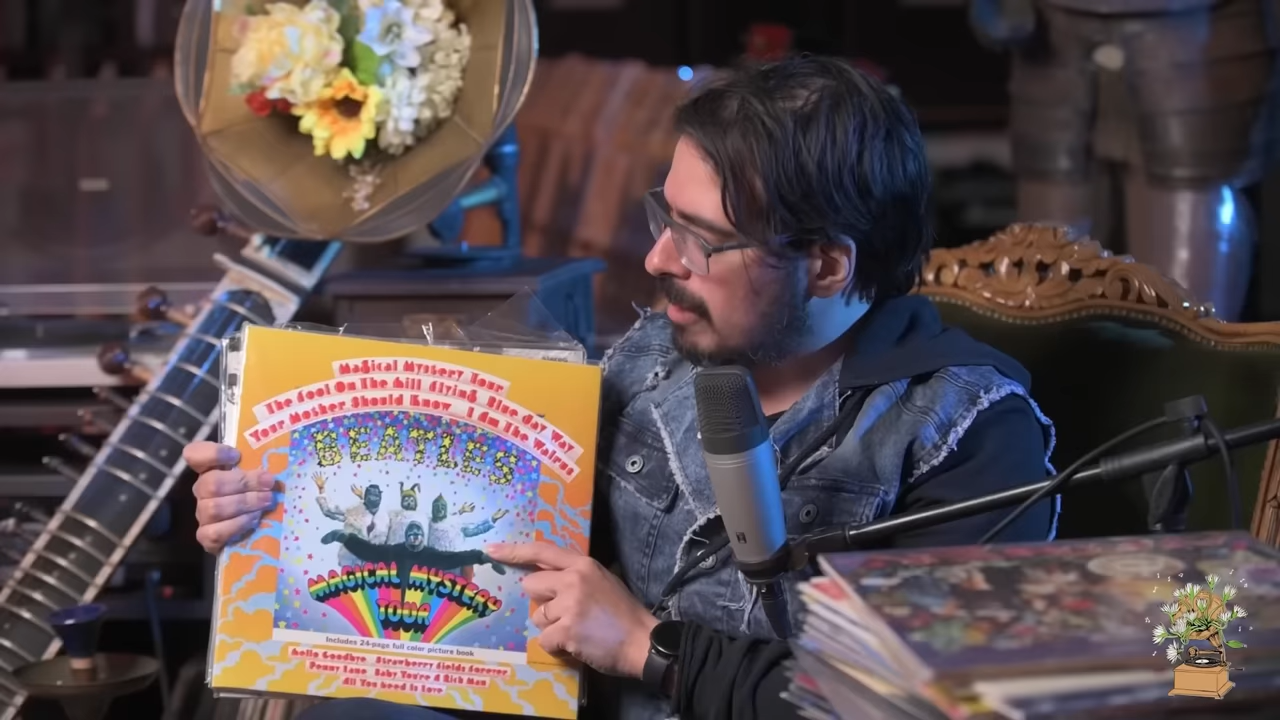 Magical Mystery Tour
The Fool On The Hill Flying Blue Jay Way
Your Mother Should Know I Am The Walrus
BEATLES
MAGICAL MYSTERY
TOUR
Includes 24-page full color picture book
Hello Goodbye Strawberry Fields Forever
Penny Lane Baby You're A Rich Man
All You Need Is Love